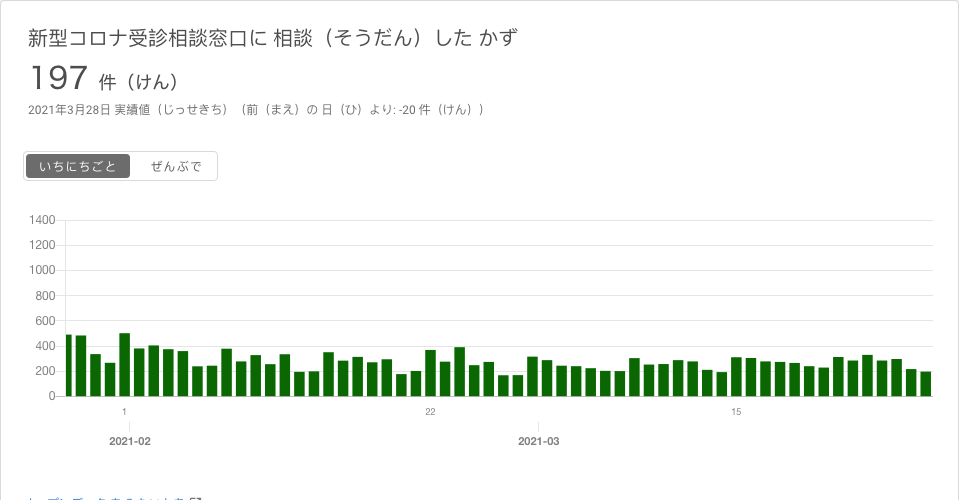 新型コロナ受診相談窓口に 相談（そうだん）した かず
197 件（けん）
2021年3月28日 実績値（じっせきち）（前（まえ）の 日（ひ）より: -20 件（けん））
いちにちごと ぜんぶで
1400
1200
1000
800
600
400
200
0
1 22 15
2021-02 2021-03